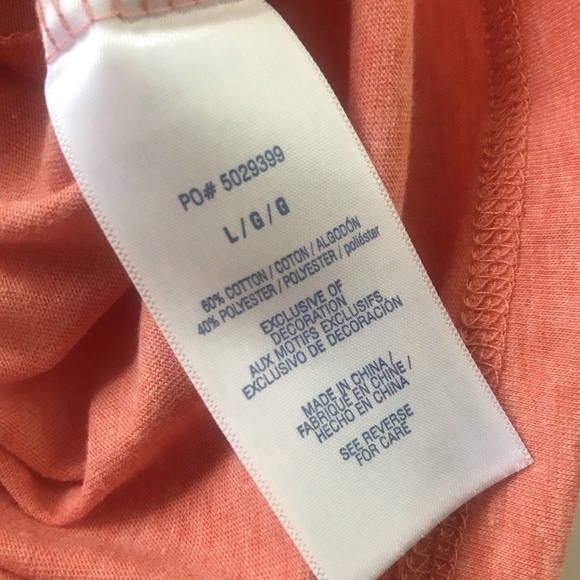 PO# 5029399
L/G/G
60% COTTON / COTON / ALGODÓN
40% POLYESTER / POLYESTER / poliéster
EXCLUSIVE OF
DECORATION
AUX MOTIFS EXCLUSIFS
EXCLUSIVO DE DECORACIÓN
MADE IN CHINA /
FABRIQUE EN CHINE /
HECHO EN CHINA
SEE REVERSE
FOR CARE